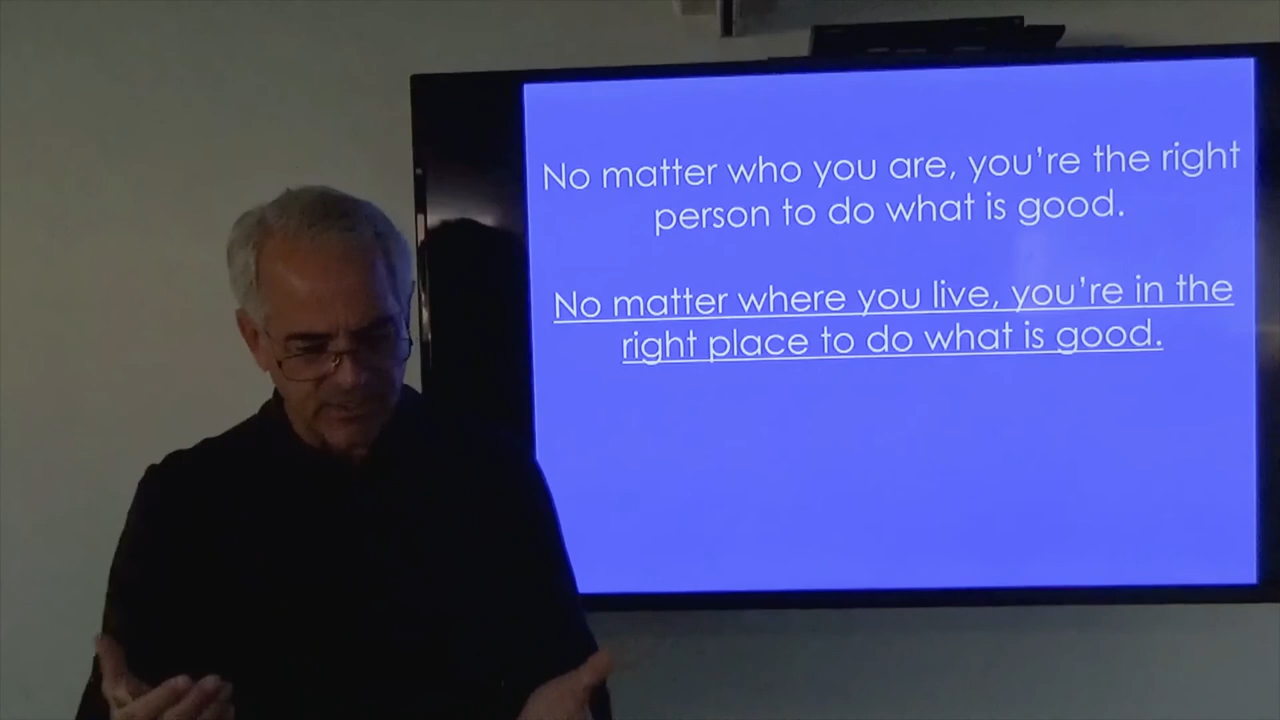 No matter who you are, you’re the right
person to do what is good.
No matter where you live, you’re in the
right place to do what is good.